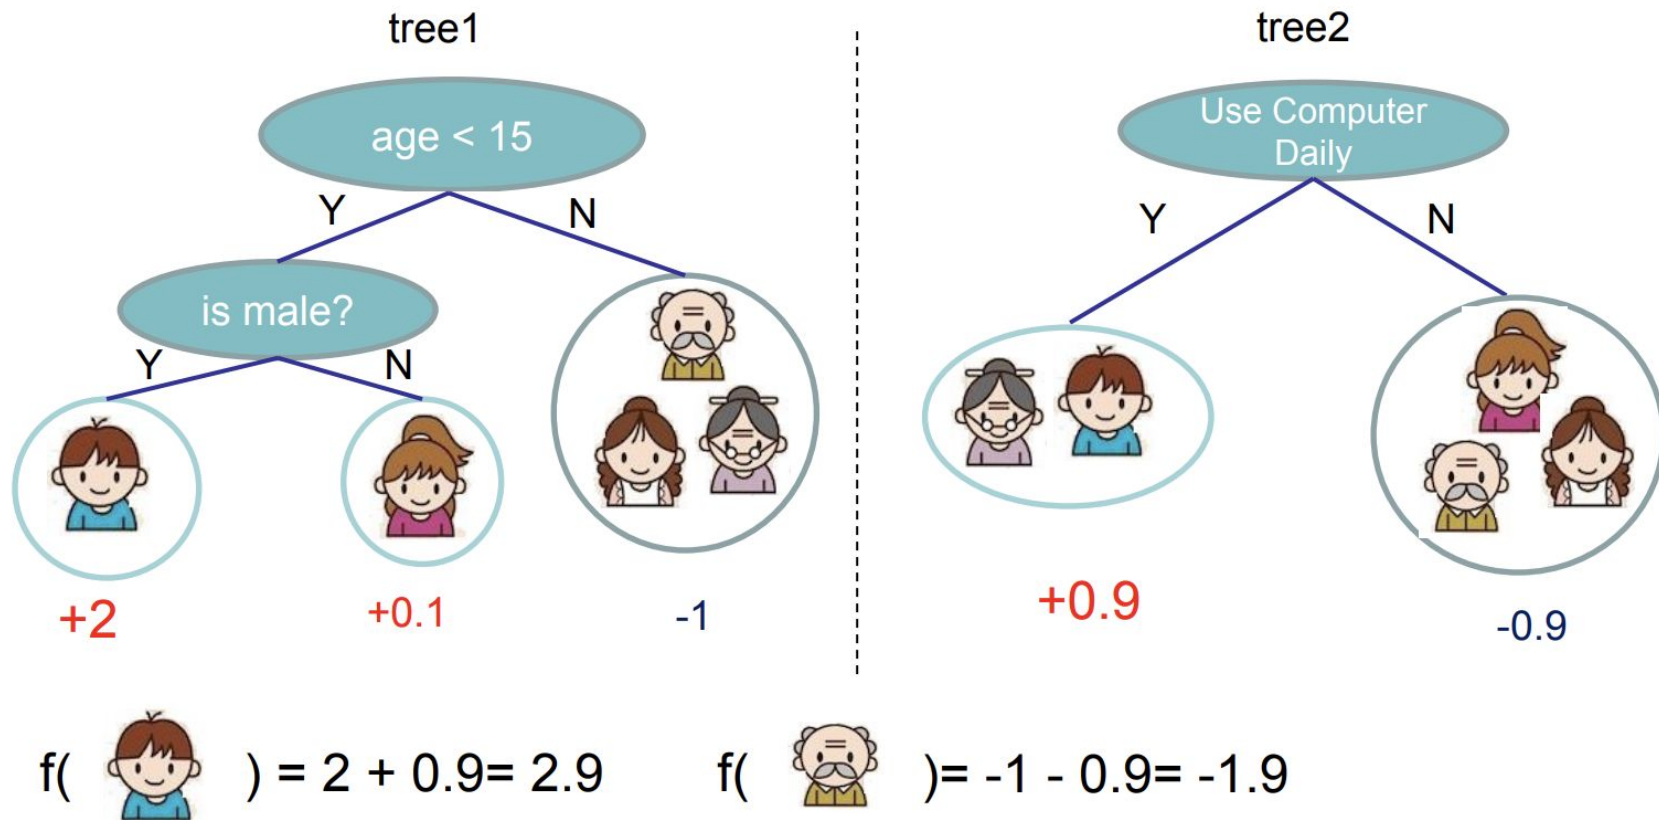 tree1
age < 15
Y
N
is male?
Y
N
+2
+0.1
-1
tree2
Use Computer
Daily
Y
N
+0.9
-0.9
f( ) = 2 + 0.9= 2.9
f( )= -1 - 0.9= -1.9